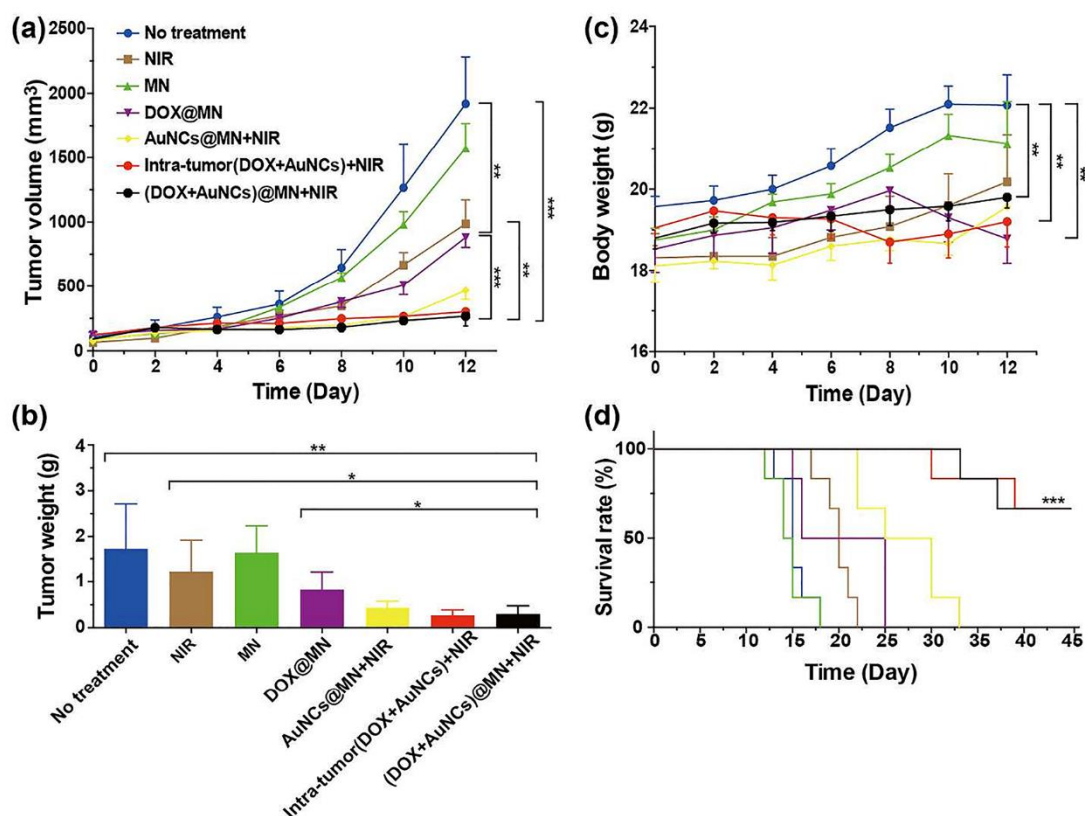 (a)
2500
2000
1500
1000
500
0
Tumor volume (mm³)
No treatment
NIR
MN
DOX@MN
AuNCs@MN+NIR
Intra-tumor(DOX+AuNCs)+NIR
(DOX+AuNCs)@MN+NIR
**
***
***
**
0 2 4 6 8 10 12
Time (Day)
(c)
24
22
20
18
16
Body weight (g)
**
**
**
0 2 4 6 8 10 12
Time (Day)
(b)
4
3
2
1
0
Tumor weight (g)
**
*
*
No treatment
NIR
MN
DOX@MN
AuNCs@MN+NIR
Intra-tumor(DOX+AuNCs)+NIR
(DOX+AuNCs)@MN+NIR
(d)
100
50
0
Survival rate (%)
***
0 5 10 15 20 25 30 35 40 45
Time (Day)